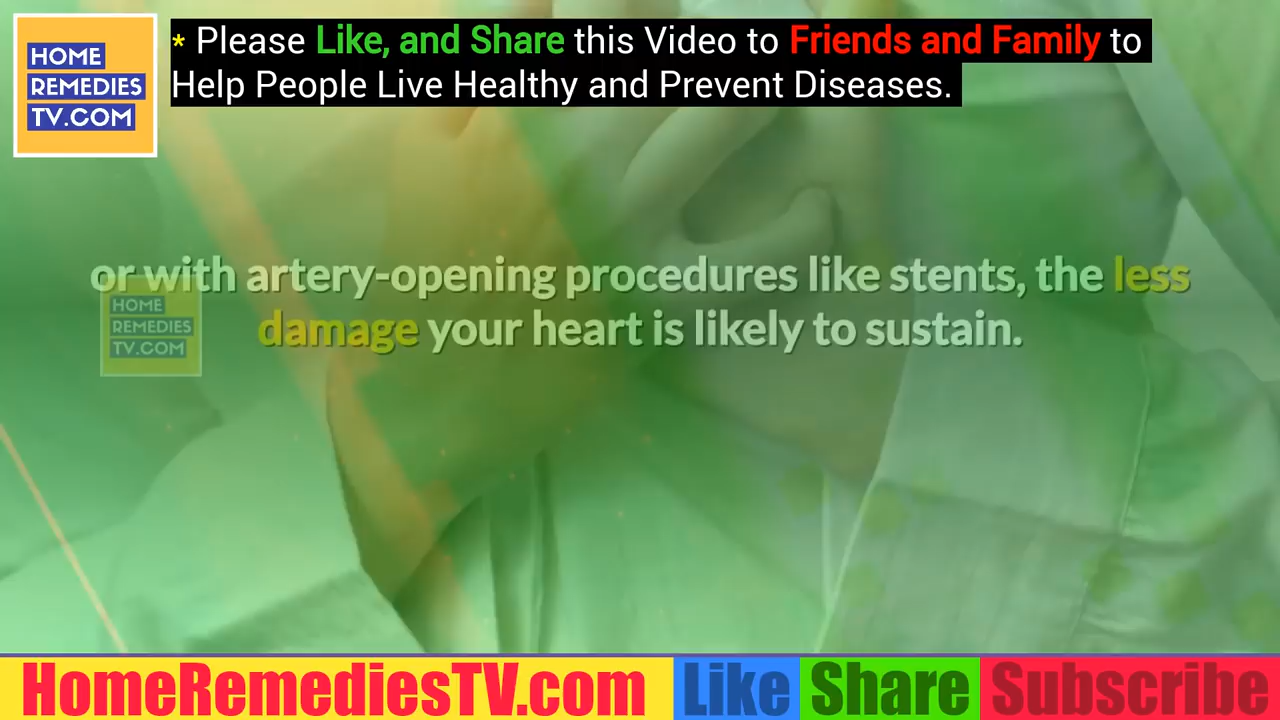 HOME
REMEDIES
TV.COM
* Please Like, and Share this Video to Friends and Family to
Help People Live Healthy and Prevent Diseases.
or with artery-opening procedures like stents, the less
damage your heart is likely to sustain.
HOME
REMEDIES
TV.COM
HomeRemediesTV.com Like Share Subscribe